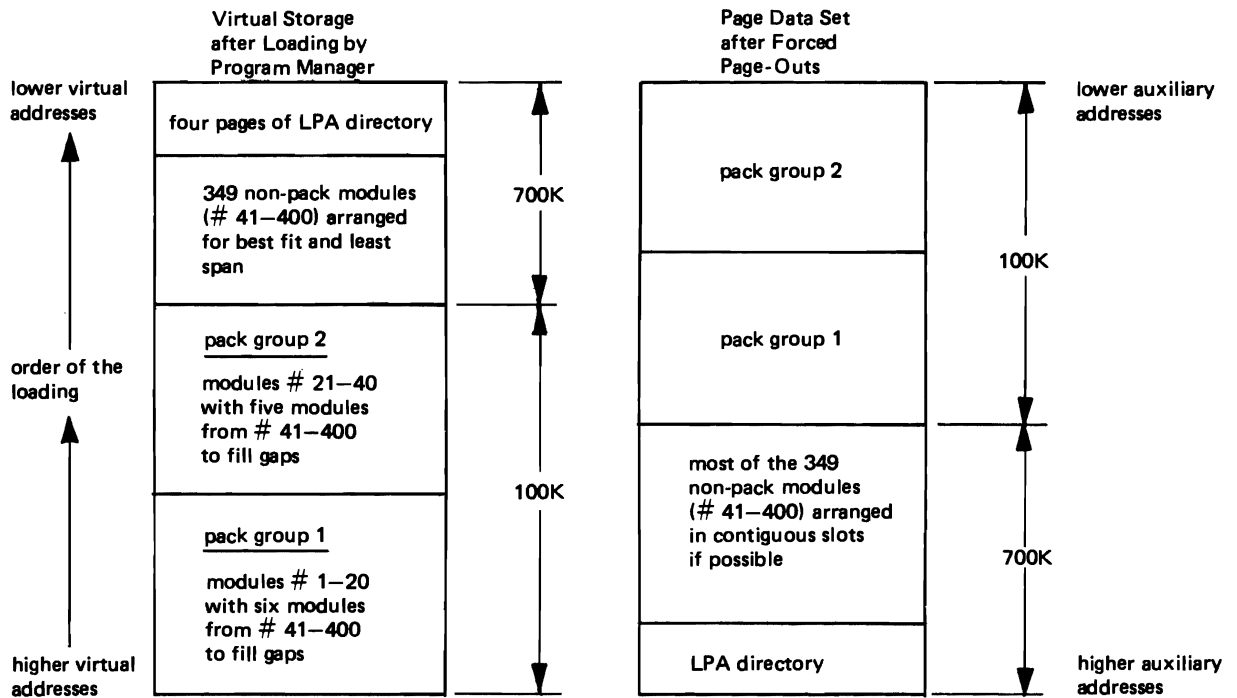 Virtual Storage
after Loading by
Program Manager
lower virtual
addresses
four pages of LPA directory
349 non-pack modules
(# 41–400) arranged
for best fit and least
span
700K
order of the
loading
pack group 2
modules # 21–40
with five modules
from # 41–400
to fill gaps
100K
pack group 1
modules # 1–20
with six modules
from # 41–400
to fill gaps
higher virtual
addresses
Page Data Set
after Forced
Page-Outs
lower auxiliary
addresses
pack group 2
100K
pack group 1
most of the 349
non-pack modules
(# 41–400) arranged
in contiguous slots
if possible
700K
LPA directory
higher auxiliary
addresses